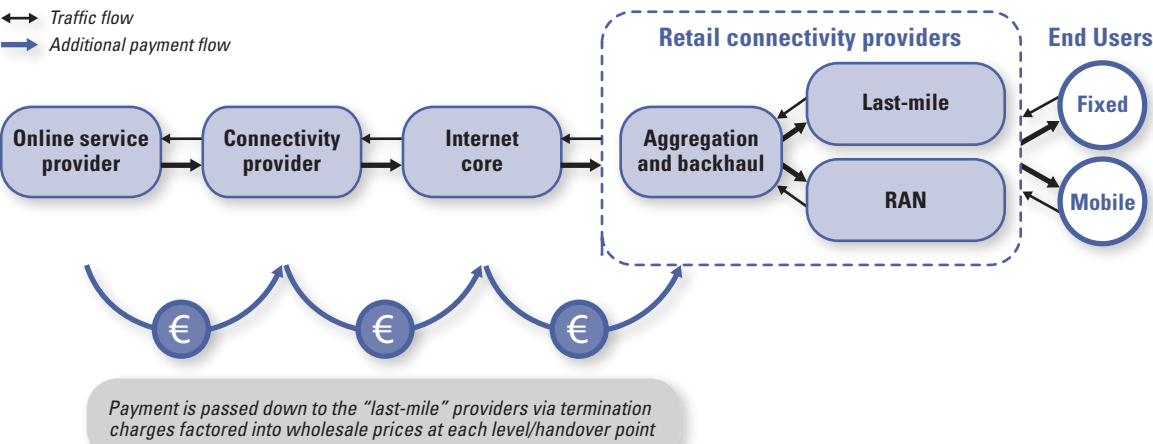 Traffic flow
Additional payment flow
Retail connectivity providers
End Users
Online service
provider
Connectivity
provider
Internet
core
Aggregation
and backhaul
Last-mile
RAN
Fixed
Mobile
€
€
€
Payment is passed down to the “last-mile” providers via termination
charges factored into wholesale prices at each level/handover point